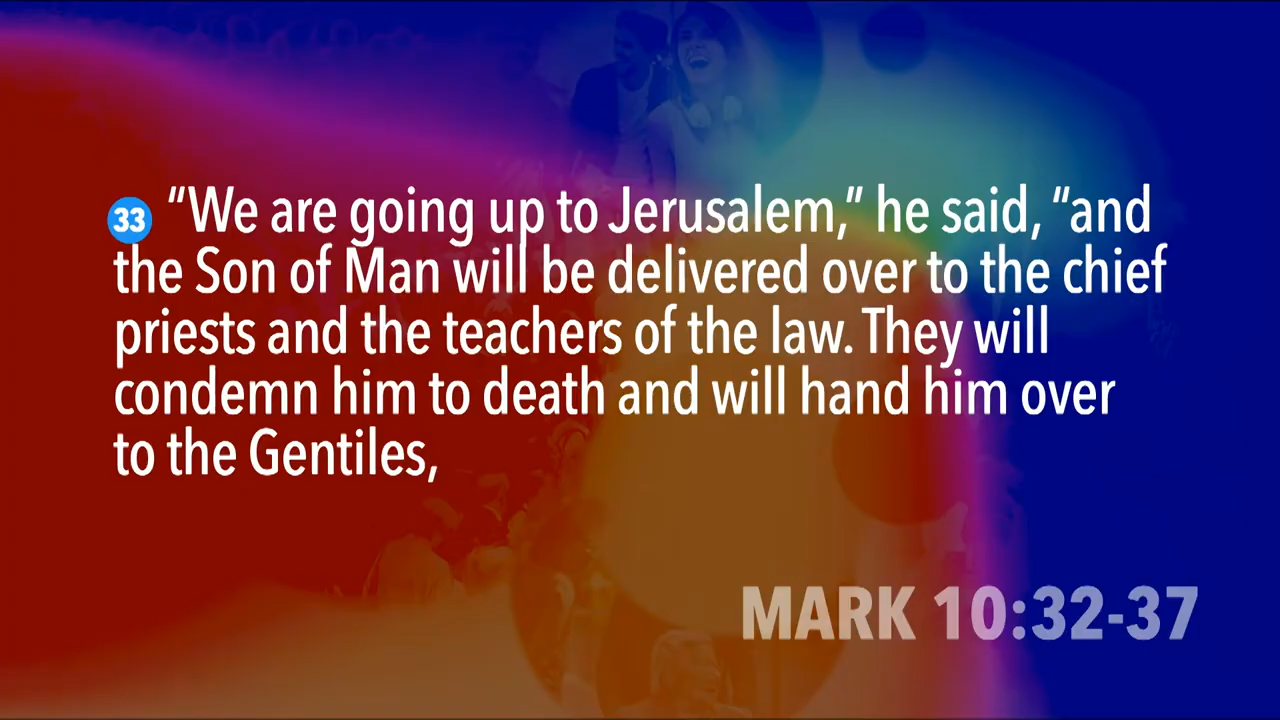 33 “We are going up to Jerusalem,” he said, “and
the Son of Man will be delivered over to the chief
priests and the teachers of the law. They will
condemn him to death and will hand him over
to the Gentiles,
MARK 10:32-37